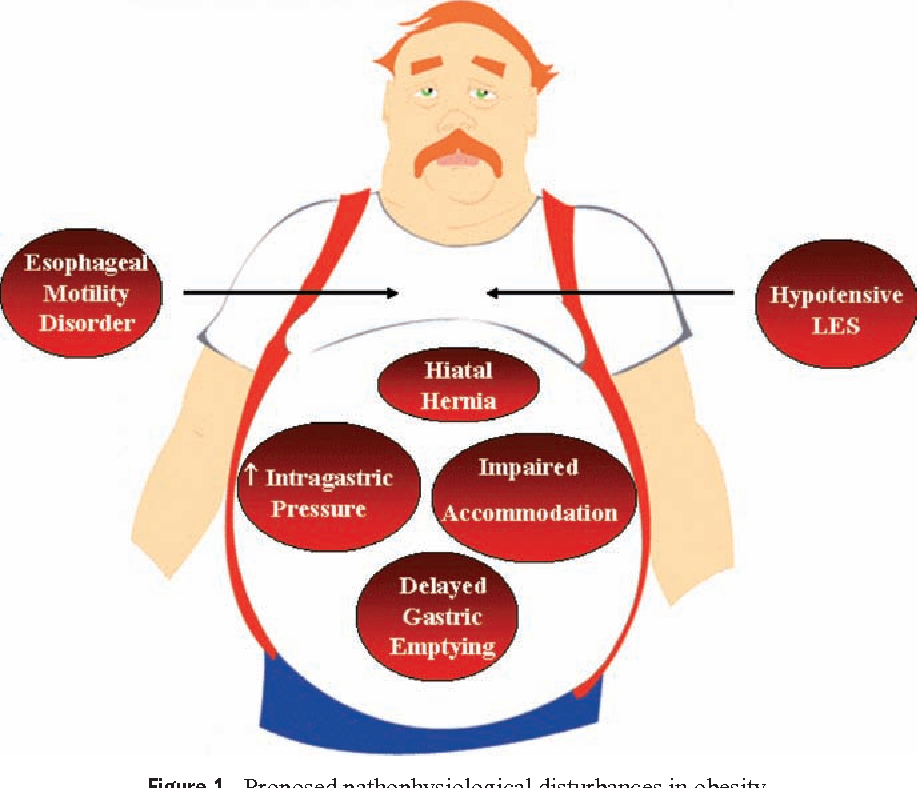 Esophageal
Motility
Disorder
Hypotensive
LES
Hiatal
Hernia
↑ Intragastric
Pressure
Impaired
Accommodation
Delayed
Gastric
Emptying
Figure 1 Proposed pathophysiological disturbances in obesity